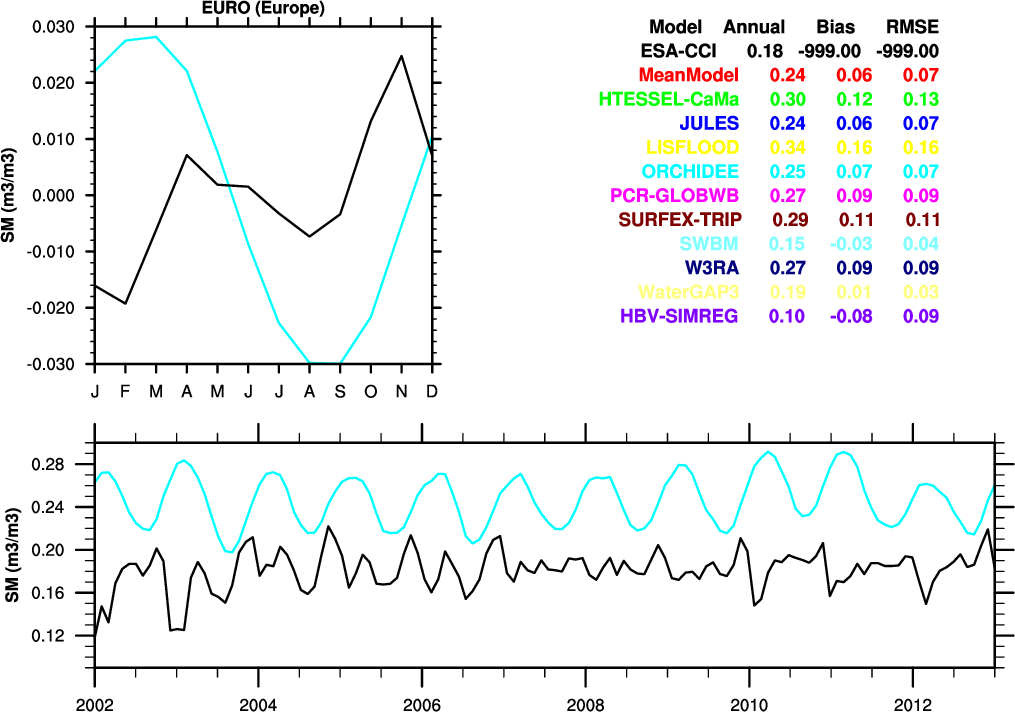 EURO (Europe)
0.030
0.020
0.010
0.000
-0.010
-0.020
-0.030
SM (m3/m3)
J F M A M J J A S O N D
Model Annual Bias RMSE
ESA-CCI 0.18 -999.00 -999.00
MeanModel 0.24 0.06 0.07
HTESSEL-CaMa 0.30 0.12 0.13
JULES 0.24 0.06 0.07
LISFLOOD 0.34 0.16 0.16
ORCHIDEE 0.25 0.07 0.07
PCR-GLOBWB 0.27 0.09 0.09
SURFEX-TRIP 0.29 0.11 0.11
SWBM 0.15 -0.03 0.04
W3RA 0.27 0.09 0.09
WaterGAP3 0.19 0.01 0.03
HBV-SIMREG 0.10 -0.08 0.09
0.28
0.24
0.20
0.16
0.12
SM (m3/m3)
2002 2004 2006 2008 2010 2012